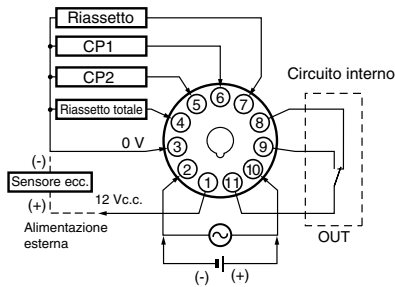 Riassetto
CP1
CP2
Riassetto totale
Circuito interno
6
5
7
4
8
3
9
2
10
1
11
0 V
(-)
Sensore ecc.
(+)
12 Vc.c.
Alimentazione
esterna
OUT
(-)
(+)